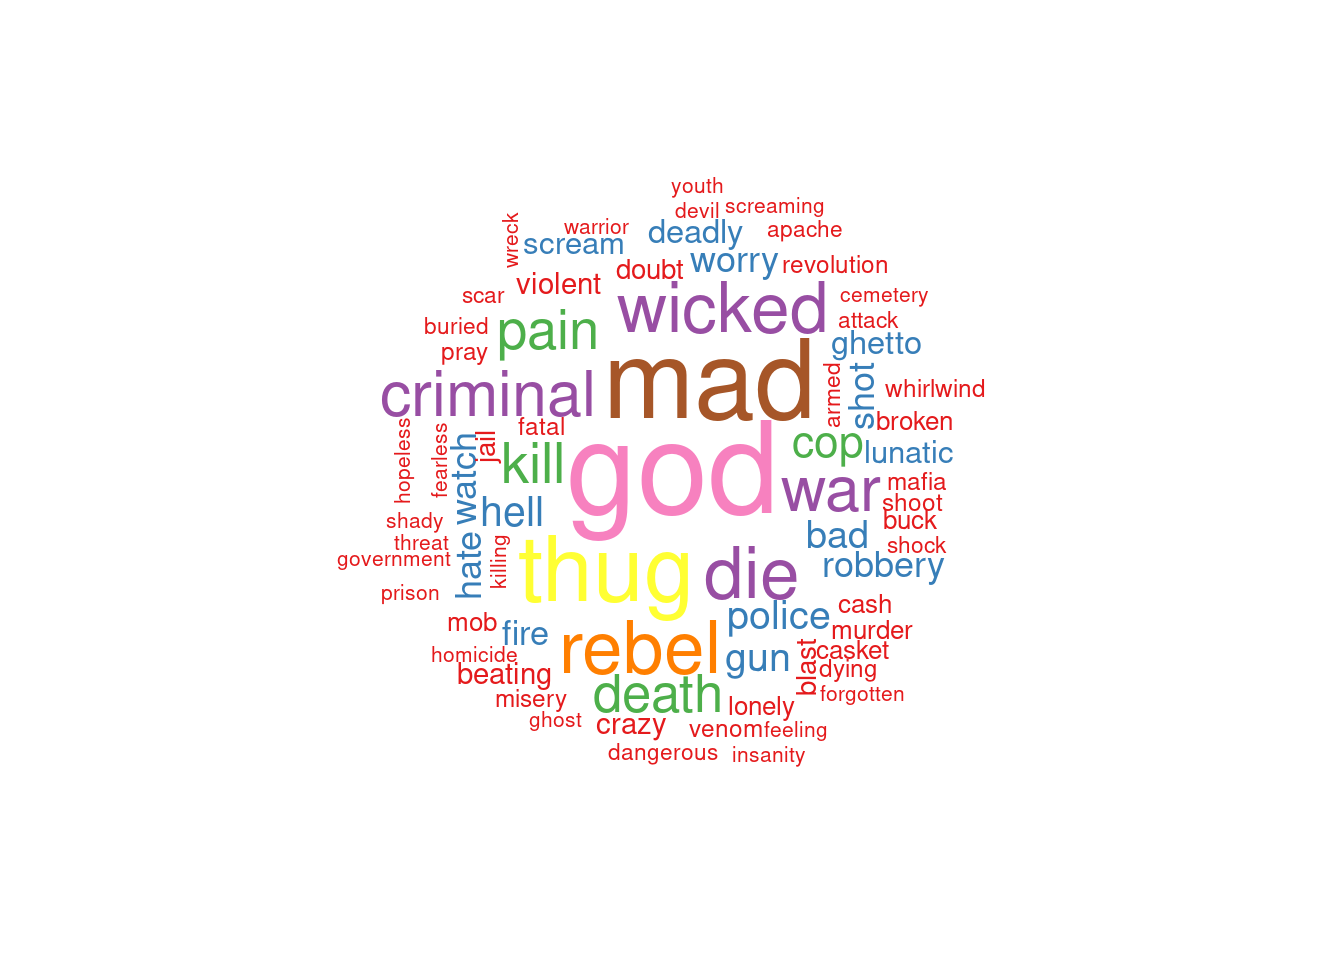 youth
devil
screaming
wreck
warrior
apache
scream
deadly
worry
revolution
doubt
violent
scar
wicked
cemetery
buried
pain
attack
pray
ghetto
mad
criminal
armed
shot
whirlwind
broken
fatal
hopeless
fearless
watch
jail
kill
god
cop
lunatic
war
mafia
shoot
hell
buck
shady
bad
shock
threat
government
hate
killing
thug
die
robbery
prison
cash
police
mob
fire
murder
rebel
gun
blast
casket
homicide
beating
dying
misery
death
lonely
forgotten
ghost
crazy
venom
feeling
dangerous
insanity